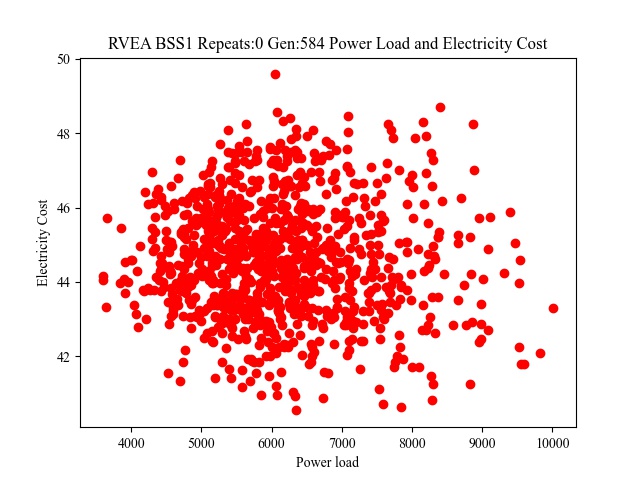 RVEA BSS1 Repeats:0 Gen:584 Power Load and Electricity Cost
50
48
46
44
42
Electricity Cost
4000 5000 6000 7000 8000 9000 10000
Power load